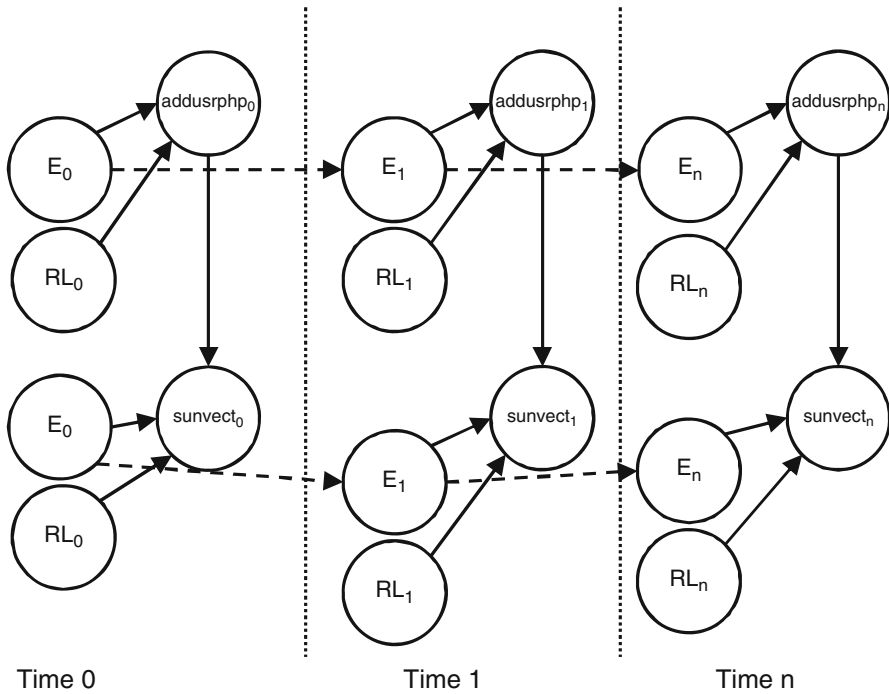 addusrphp₀
E₀
RL₀
E₀
sunvect₀
RL₀
Time 0
addusrphp₁
E₁
RL₁
sunvect₁
E₁
RL₁
Time 1
addusrphpₙ
Eₙ
RLₙ
sunvectₙ
Eₙ
RLₙ
Time n